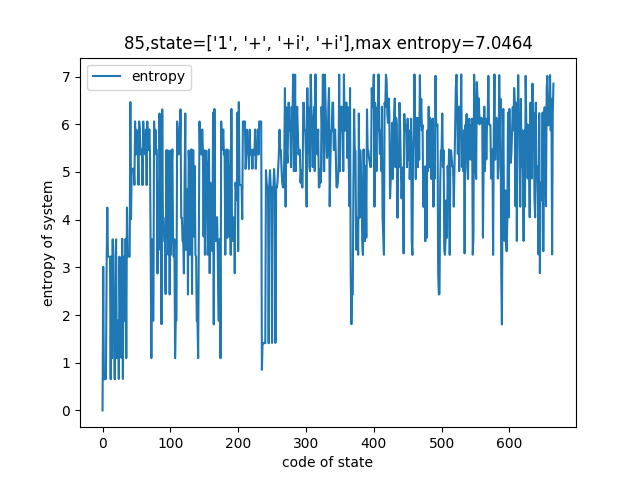 85,state=['1', '+', '+i', '+i'],max entropy=7.0464
entropy
7
6
5
4
3
2
1
0
entropy of system
0 100 200 300 400 500 600
code of state